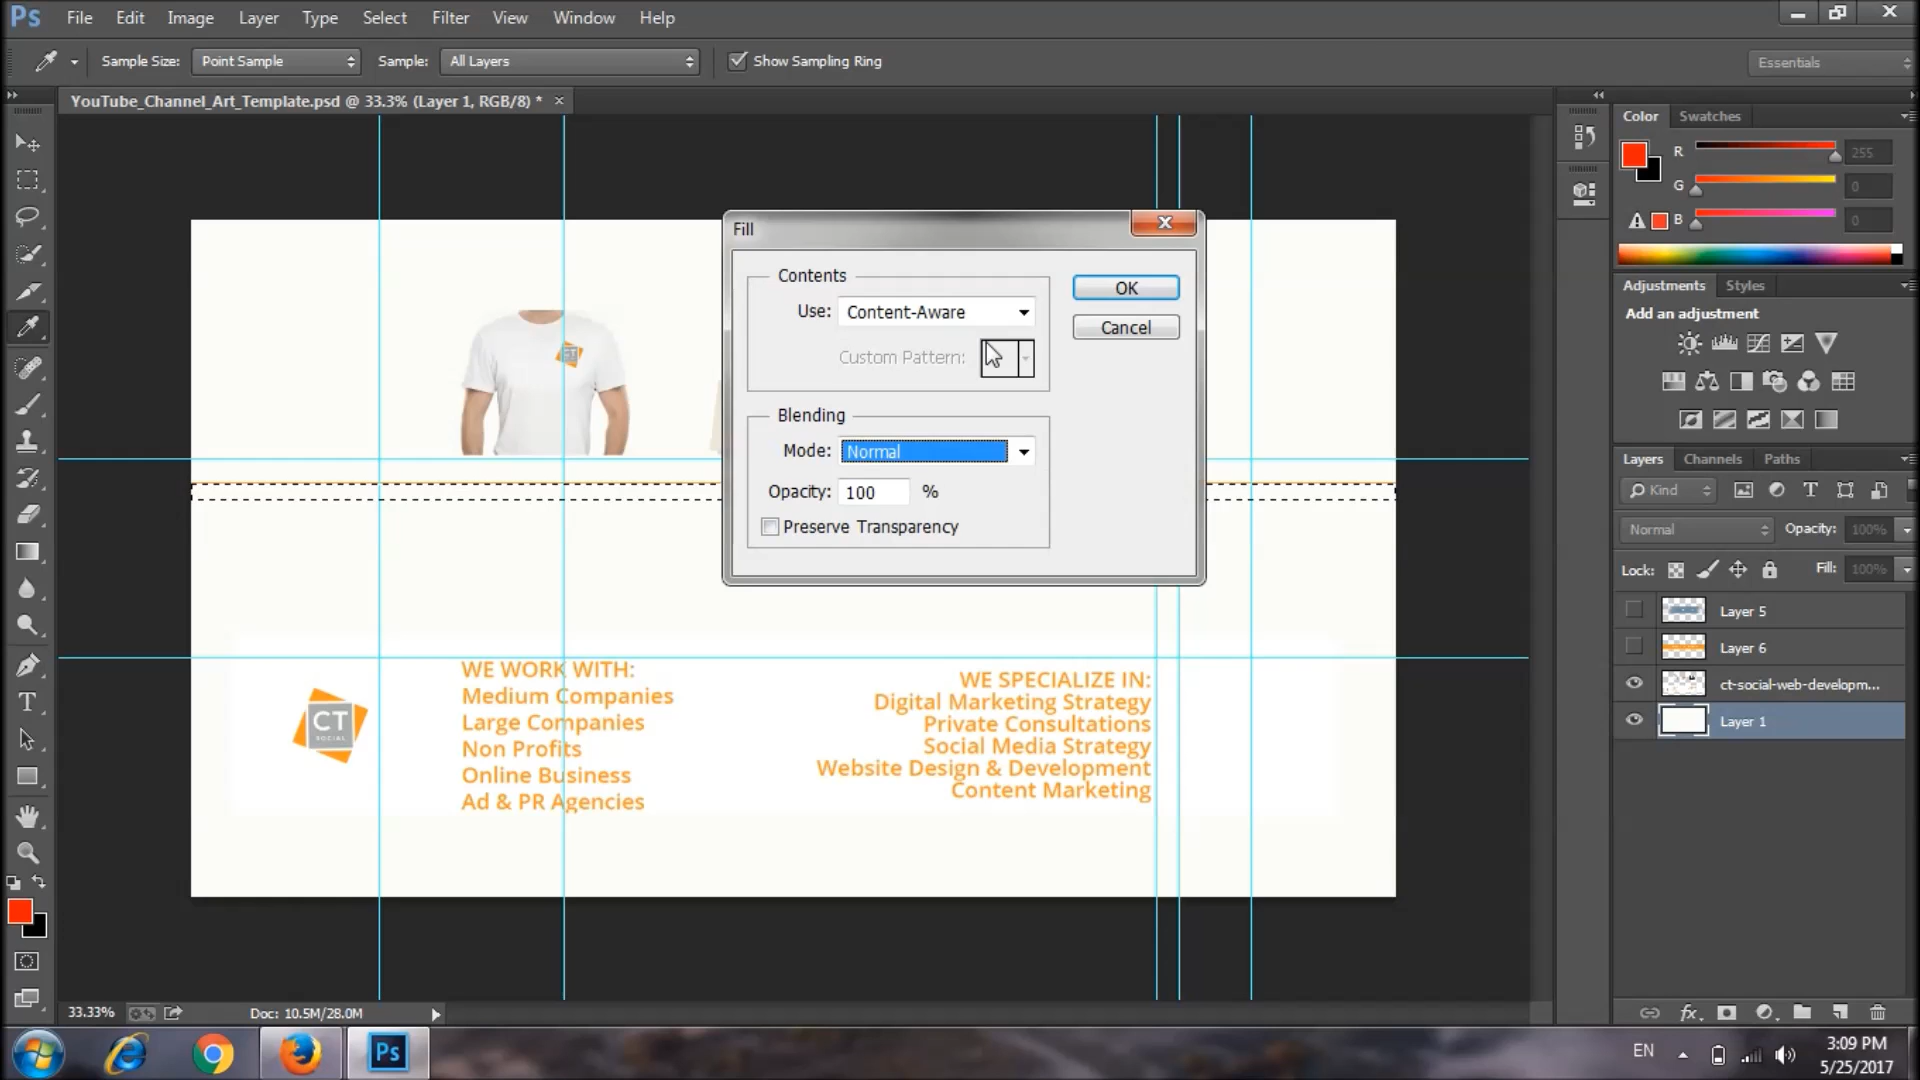 Ps File Edit Image Layer Type Select Filter View Window Help
Sample Size: Point Sample Sample: All Layers Show Sampling Ring Essentials
YouTube_Channel_Art_Template.psd @ 33.3% (Layer 1, RGB/8) * ×
Color Swatches
R 255
G 0
B 0
Adjustments Styles
Add an adjustment
Fill
Contents
Use: Content-Aware
Custom Pattern:
OK
Cancel
Blending
Mode: Normal
Opacity: 100 %
Preserve Transparency
CT
WE WORK WITH:
Medium Companies
Large Companies
Non Profits
Online Business
Ad & PR Agencies
CT
SOCIAL
WE SPECIALIZE IN:
Digital Marketing Strategy
Private Consultations
Social Media Strategy
Website Design & Development
Content Marketing
Layers Channels Paths
Kind
Normal Opacity: 100%
Lock: Fill: 100%
Layer 5
Layer 6
ct-social-web-developm...
Layer 1
33.33% Doc: 10.5M/28.0M
Ps
EN
3:09 PM
5/25/2017